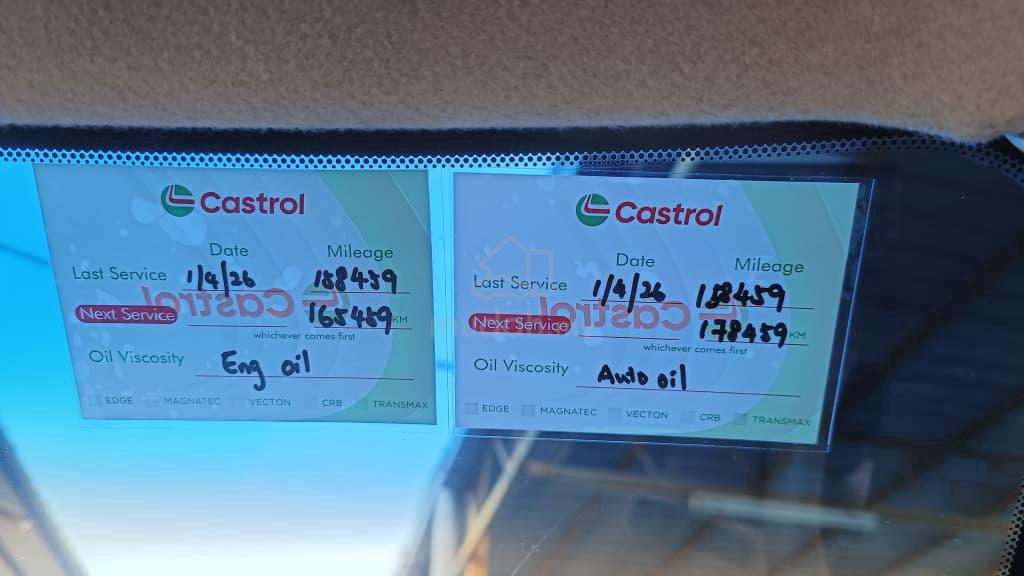 Castrol
Date Mileage
Last Service 1/4/26 158459
Next Service 165459 KM
whichever comes first
Oil Viscosity Eng oil
EDGE MAGNATEC VECTON CRB TRANSMAX
Castrol
Date Mileage
Last Service 1/4/26 158459
Next Service 178459 KM
whichever comes first
Oil Viscosity Auto oil
EDGE MAGNATEC VECTON CRB TRANSMAX